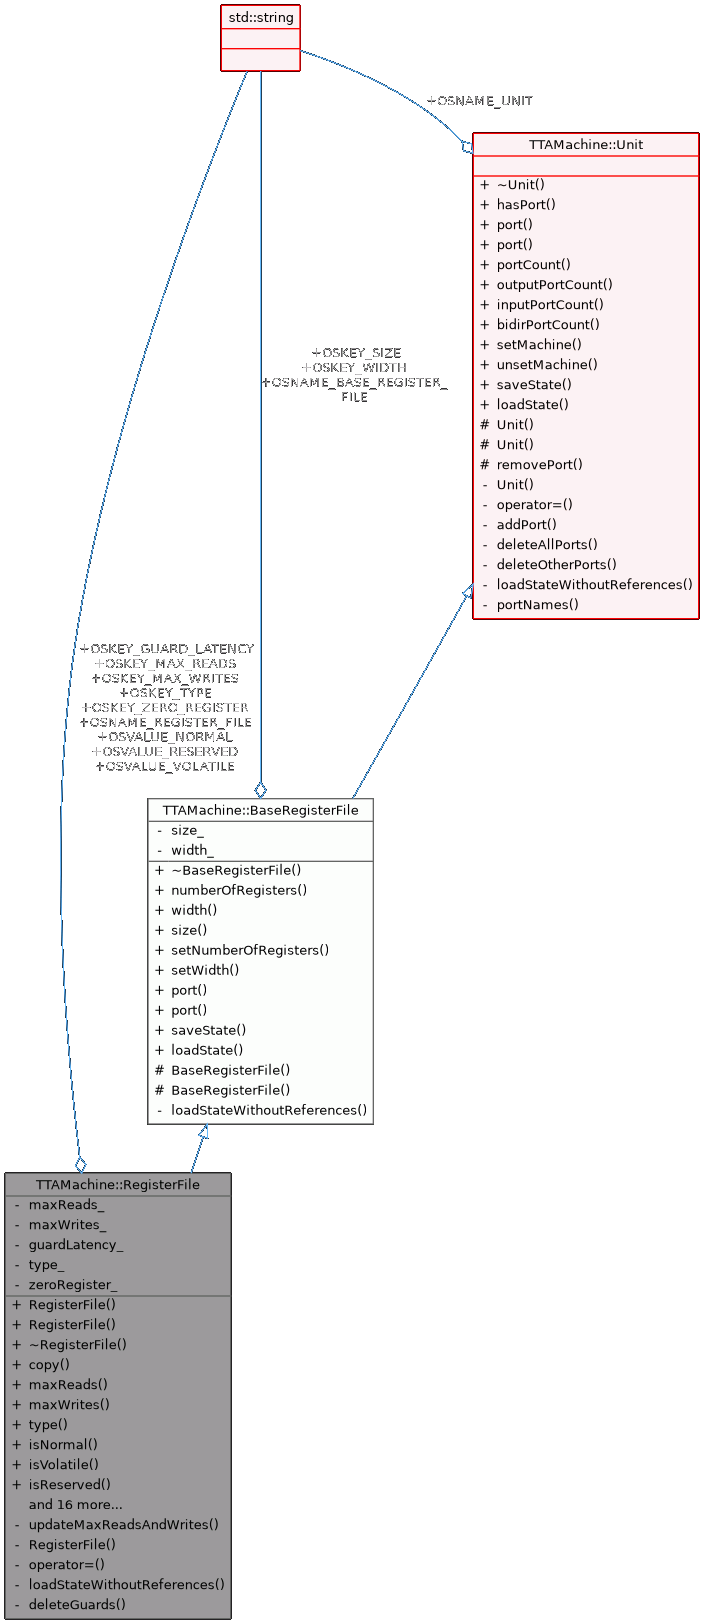 std::string
+OSNAME_UNIT
TTAMachine::Unit
+ ~Unit()
+ hasPort()
+ port()
+ port()
+ portCount()
+ outputPortCount()
+ inputPortCount()
+ bidirPortCount()
+ setMachine()
+ unsetMachine()
+ saveState()
+ loadState()
# Unit()
# Unit()
# removePort()
- Unit()
- operator=()
- addPort()
- deleteAllPorts()
- deleteOtherPorts()
- loadStateWithoutReferences()
- portNames()
+OSKEY_SIZE
+OSKEY_WIDTH
+OSNAME_BASE_REGISTER_
FILE
+OSKEY_GUARD_LATENCY
+OSKEY_MAX_READS
+OSKEY_MAX_WRITES
+OSKEY_TYPE
+OSKEY_ZERO_REGISTER
+OSNAME_REGISTER_FILE
+OSVALUE_NORMAL
+OSVALUE_RESERVED
+OSVALUE_VOLATILE
TTAMachine::BaseRegisterFile
- size_
- width_
+ ~BaseRegisterFile()
+ numberOfRegisters()
+ width()
+ size()
+ setNumberOfRegisters()
+ setWidth()
+ port()
+ port()
+ saveState()
+ loadState()
# BaseRegisterFile()
# BaseRegisterFile()
- loadStateWithoutReferences()
TTAMachine::RegisterFile
- maxReads_
- maxWrites_
- guardLatency_
- type_
- zeroRegister_
+ RegisterFile()
+ RegisterFile()
+ ~RegisterFile()
+ copy()
+ maxReads()
+ maxWrites()
+ type()
+ isNormal()
+ isVolatile()
+ isReserved()
and 16 more...
- updateMaxReadsAndWrites()
- RegisterFile()
- operator=()
- loadStateWithoutReferences()
- deleteGuards()